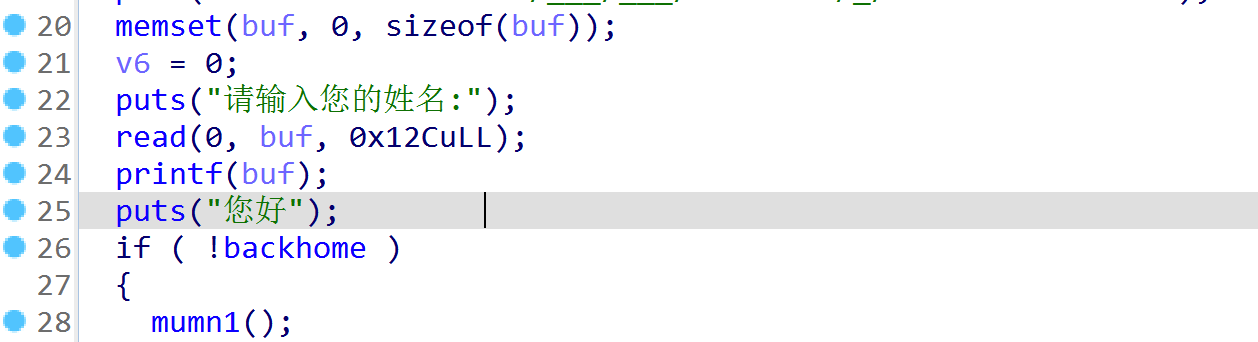 20 memset(buf, 0, sizeof(buf));
21 v6 = 0;
22 puts("请输入您的姓名:");
23 read(0, buf, 0x12CuLL);
24 printf(buf);
25 puts("您好");
26 if ( !backhome )
27 {
28 mumn1();